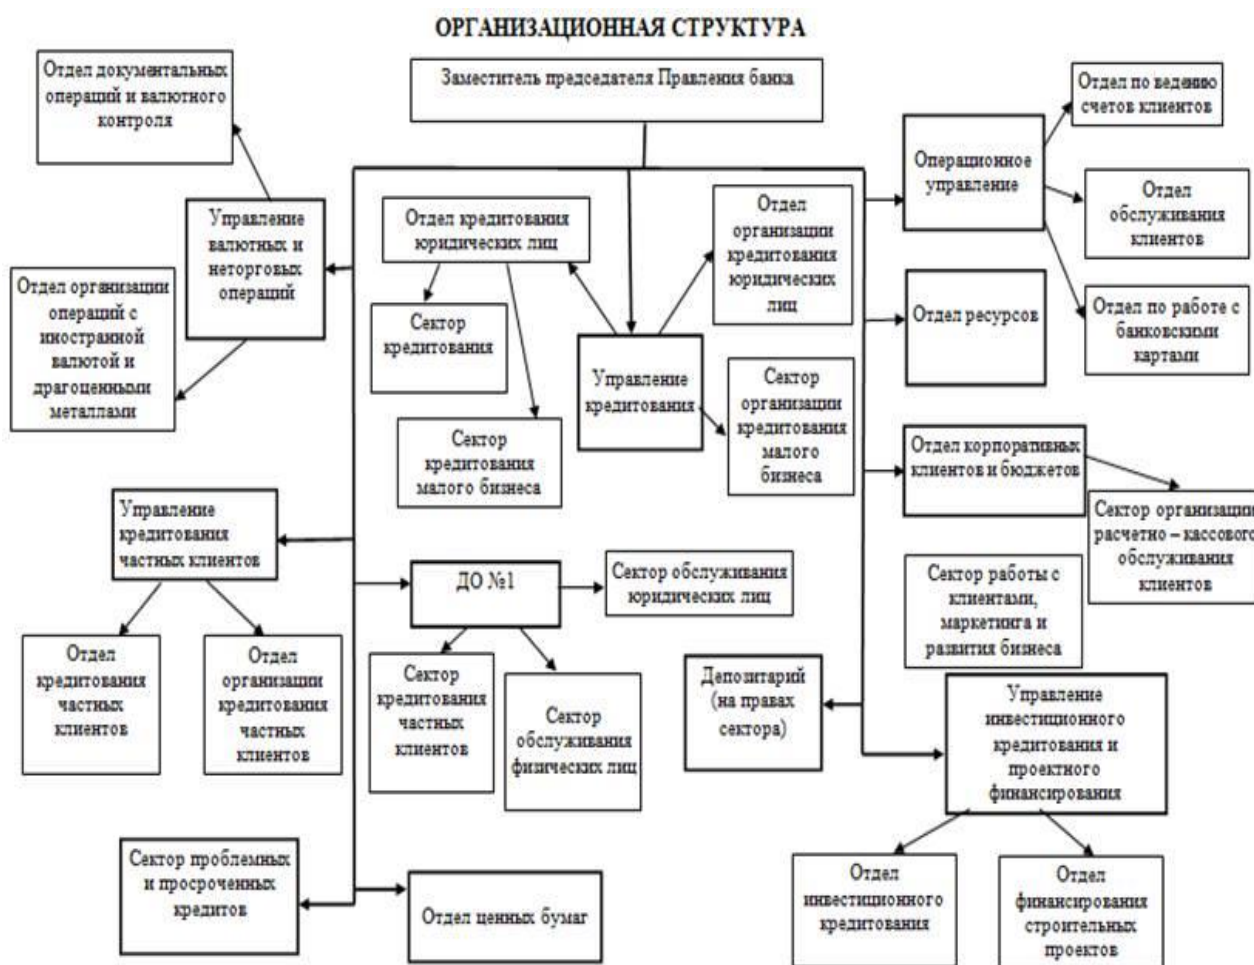 ОРГАНИЗАЦИОННАЯ СТРУКТУРА
Заместитель председателя Правления банка
Отдел документальных
операций и валютного
контроля
Управление
валютных и
неторговых
операций
Отдел организации
операций с
иностранной
валютой и
драгоценными
металлами
Отдел кредитования
юридических лиц
Сектор
кредитования
Сектор
кредитования
малого бизнеса
Управление
кредитования
Отдел
организации
кредитования
юридических
лиц
Сектор
организации
кредитования
малого
бизнеса
Операционное
управление
Отдел по ведению
счетов клиентов
Отдел
обслуживания
клиентов
Отдел по работе с
банковскими
картами
Отдел ресурсов
Отдел корпоративных
клиентов и бюджетов
Сектор организации
расчетно – кассового
обслуживания
клиентов
Сектор работы с
клиентами,
маркетинга и
развития бизнеса
Управление
кредитования
частных клиентов
Отдел
кредитования
частных
клиентов
Отдел
организации
кредитования
частных
клиентов
ДО №1
Сектор обслуживания
юридических лиц
Сектор
кредитования
частных
клиентов
Сектор
обслуживания
физических лиц
Депозитарий
(на правах
сектора)
Управление
инвестиционного
кредитования и
проектного
финансирования
Отдел
инвестиционного
кредитования
Отдел
финансирования
строительных
проектов
Сектор проблемных
и просроченных
кредитов
Отдел ценных бумаг